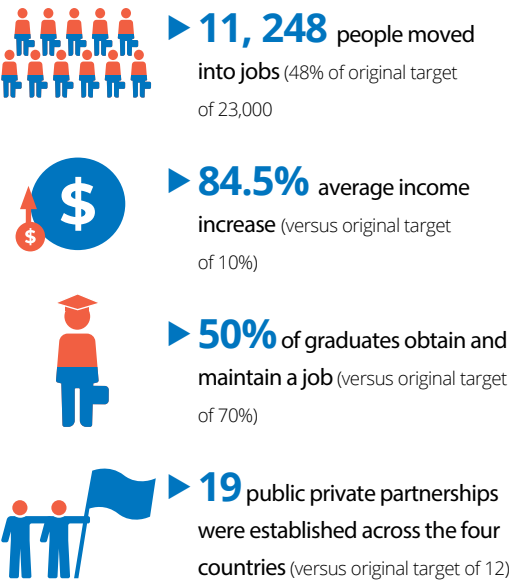 11, 248 people moved
into jobs (48% of original target
of 23,000
$
$
84.5% average income
increase (versus original target
of 10%)
50% of graduates obtain and
maintain a job (versus original target
of 70%)
19 public private partnerships
were established across the four
countries (versus original target of 12)